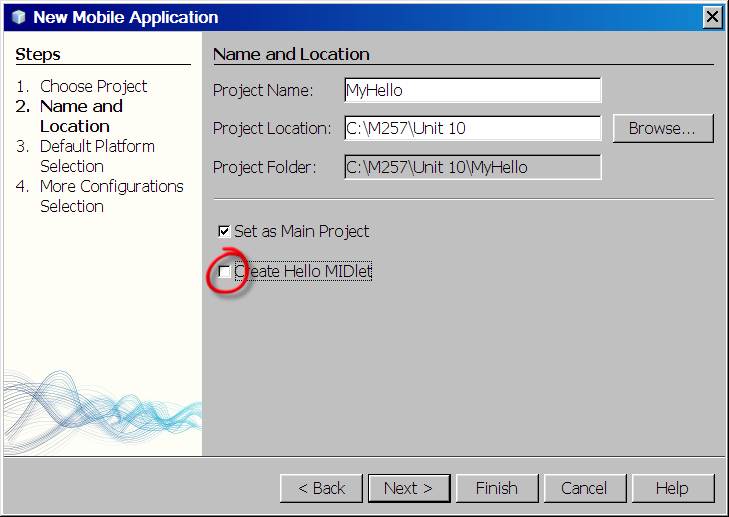 New Mobile Application
Steps
1. Choose Project
2. Name and
Location
3. Default Platform
Selection
4. More Configurations
Selection
Name and Location
Project Name: MyHello
Project Location: C:\M257\Unit 10 Browse...
Project Folder: C:\M257\Unit 10\MyHello
Set as Main Project
Create Hello MIDlet
< Back Next > Finish Cancel Help